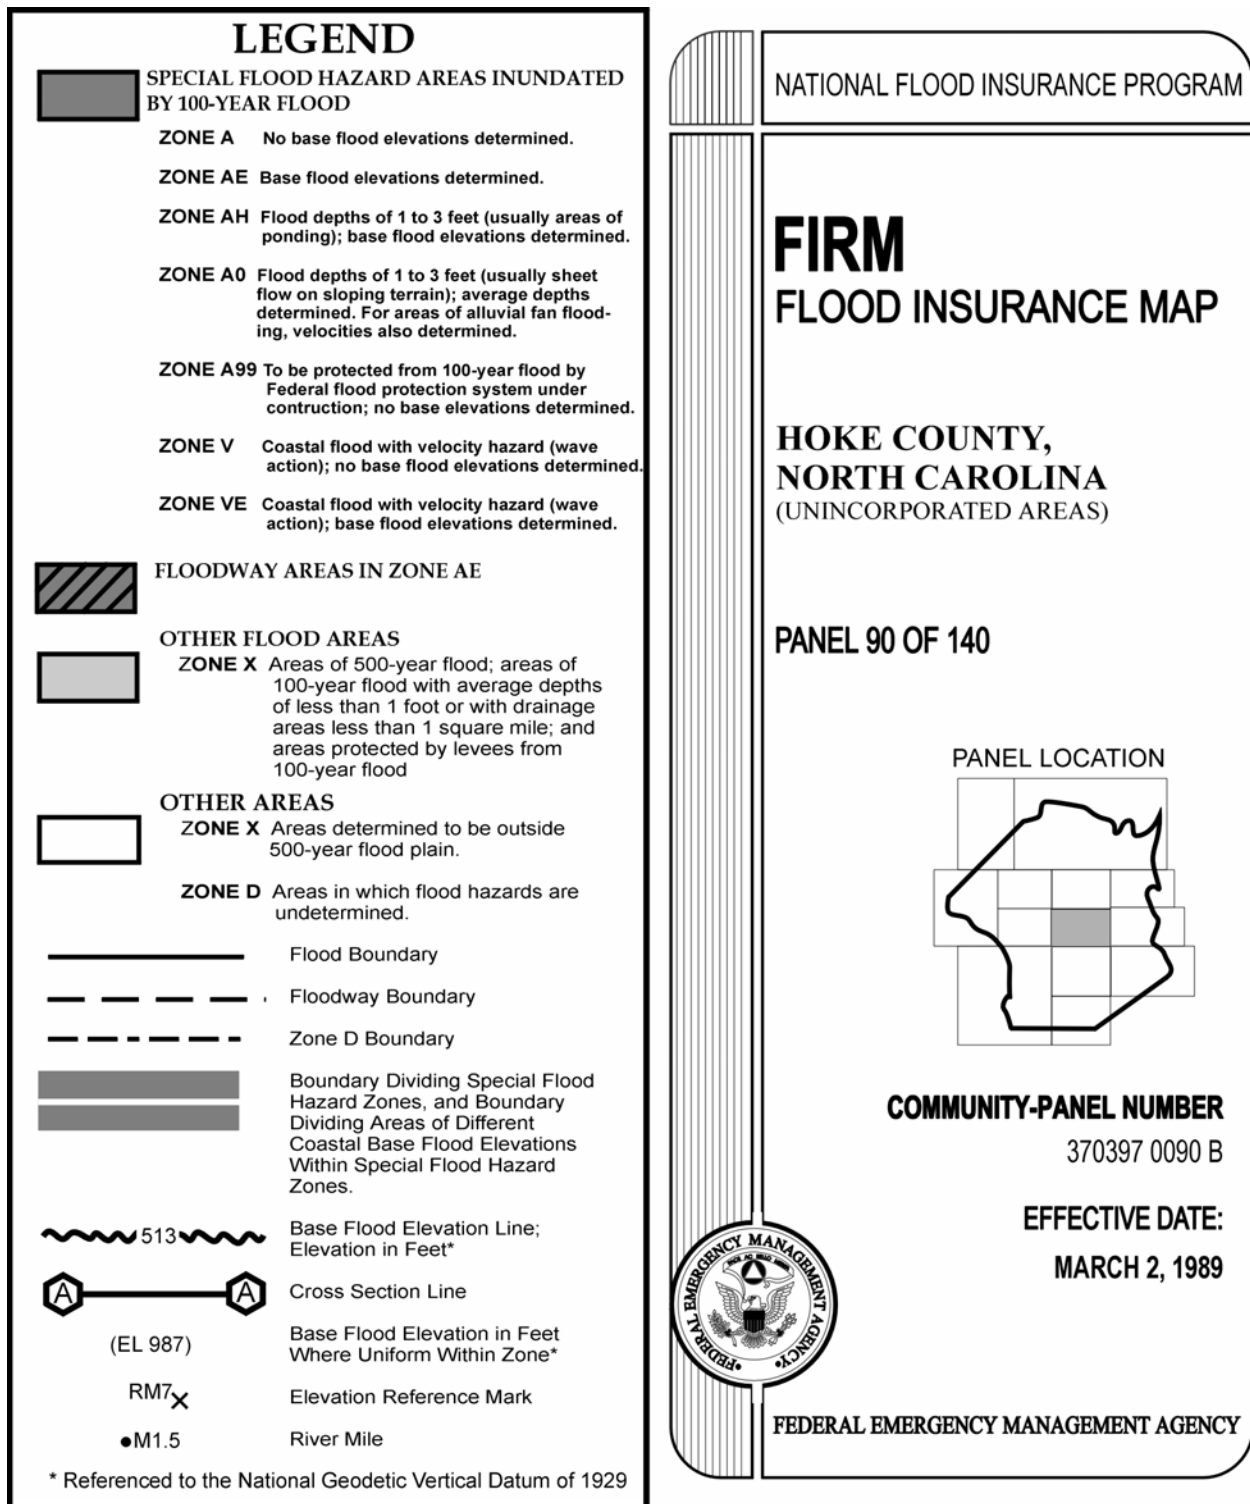 LEGEND
SPECIAL FLOOD HAZARD AREAS INUNDATED
BY 100-YEAR FLOOD
ZONE A No base flood elevations determined.
ZONE AE Base flood elevations determined.
ZONE AH Flood depths of 1 to 3 feet (usually areas of
ponding); base flood elevations determined.
ZONE A0 Flood depths of 1 to 3 feet (usually sheet
flow on sloping terrain); average depths
determined. For areas of alluvial fan flood-
ing, velocities also determined.
ZONE A99 To be protected from 100-year flood by
Federal flood protection system under
contruction; no base elevations determined.
ZONE V Coastal flood with velocity hazard (wave
action); no base flood elevations determined.
ZONE VE Coastal flood with velocity hazard (wave
action); base flood elevations determined.
FLOODWAY AREAS IN ZONE AE
OTHER FLOOD AREAS
ZONE X Areas of 500-year flood; areas of
100-year flood with average depths
of less than 1 foot or with drainage
areas less than 1 square mile; and
areas protected by levees from
100-year flood
OTHER AREAS
ZONE X Areas determined to be outside
500-year flood plain.
ZONE D Areas in which flood hazards are
undetermined.
Flood Boundary
Floodway Boundary
Zone D Boundary
Boundary Dividing Special Flood
Hazard Zones, and Boundary
Dividing Areas of Different
Coastal Base Flood Elevations
Within Special Flood Hazard
Zones.
513 Base Flood Elevation Line;
Elevation in Feet*
A A Cross Section Line
(EL 987) Base Flood Elevation in Feet
Where Uniform Within Zone*
RM7 Elevation Reference Mark
M1.5 River Mile
* Referenced to the National Geodetic Vertical Datum of 1929
NATIONAL FLOOD INSURANCE PROGRAM
FIRM
FLOOD INSURANCE MAP
HOKE COUNTY,
NORTH CAROLINA
(UNINCORPORATED AREAS)
PANEL 90 OF 140
PANEL LOCATION
COMMUNITY-PANEL NUMBER
370397 0090 B
EFFECTIVE DATE:
MARCH 2, 1989
FEDERAL EMERGENCY MANAGEMENT AGENCY
FEDERAL EMERGENCY MANAGEMENT AGENCY